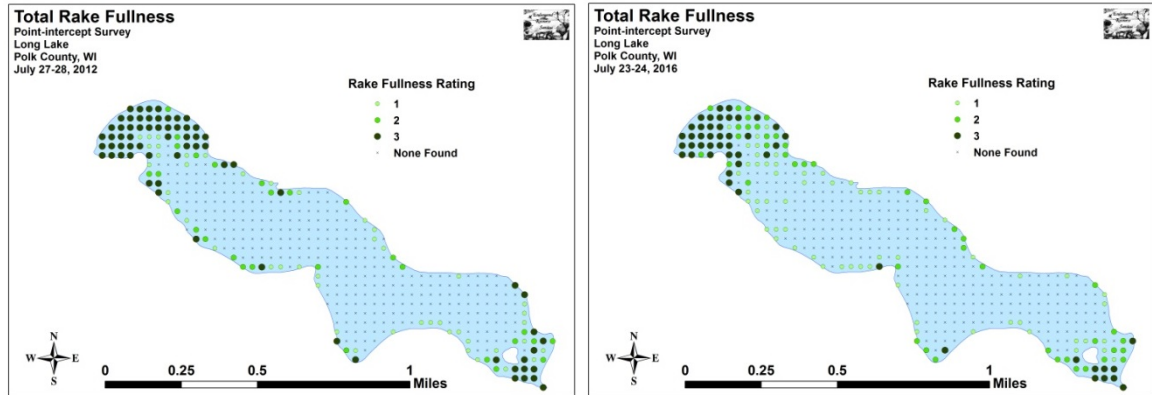 Total Rake Fullness
Point-intercept Survey
Long Lake
Polk County, WI
July 27-28, 2012
Rake Fullness Rating
1
2
3
None Found
N
W E
S
0 0.25 0.5 1
Miles
Total Rake Fullness
Point-intercept Survey
Long Lake
Polk County, WI
July 23-24, 2016
Rake Fullness Rating
1
2
3
None Found
N
W E
S
0 0.25 0.5 1
Miles